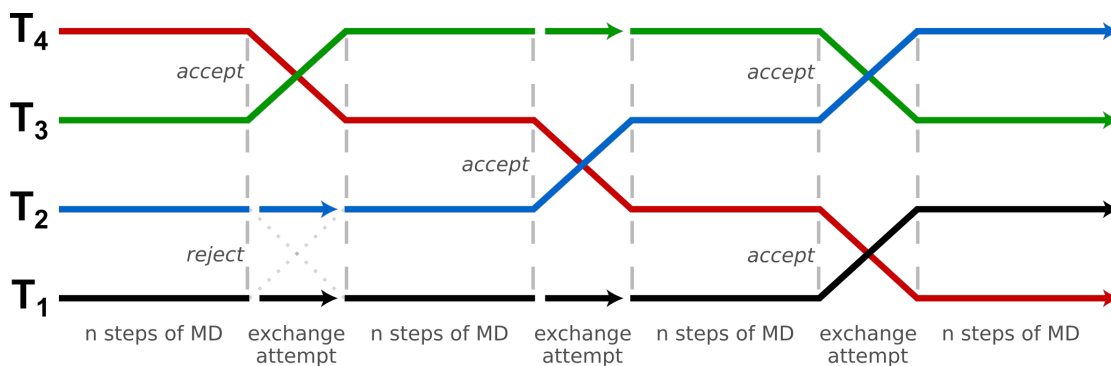 T4
accept
accept
T3
accept
T2
reject
accept
T1
n steps of MD
exchange
attempt
n steps of MD
exchange
attempt
n steps of MD
exchange
attempt
n steps of MD